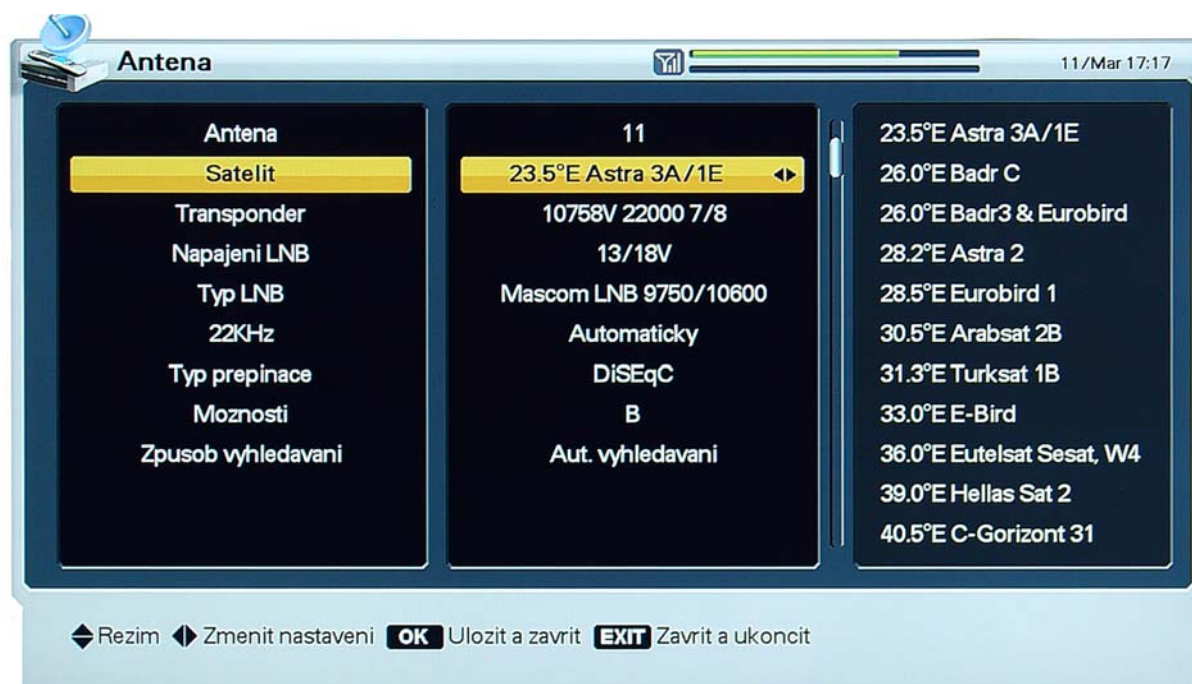 Antena
11/Mar 17:17
Antena 11
Satelit 23.5°E Astra 3A/1E
Transponder 10758V 22000 7/8
Napajeni LNB 13/18V
Typ LNB Mascom LNB 9750/10600
22KHz Automaticky
Typ prepinace DiSEqC
Moznosti B
Zpusob vyhledavani Aut. vyhledavani
23.5°E Astra 3A/1E
26.0°E Badr C
26.0°E Badr3 & Eurobird
28.2°E Astra 2
28.5°E Eurobird 1
30.5°E Arabsat 2B
31.3°E Turksat 1B
33.0°E E-Bird
36.0°E Eutelsat Sesat, W4
39.0°E Hellas Sat 2
40.5°E C-Gorizont 31
Rezim Zmenit nastaveni OK Ulozit a zavrit EXIT Zavrit a ukoncit